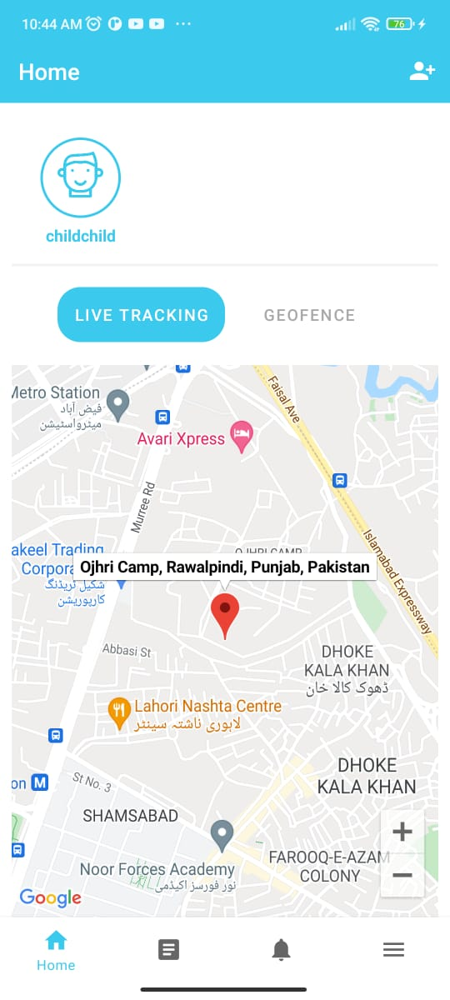 10:44 AM
76
Home
childchild
LIVE TRACKING
GEOFENCE
Metro Station
فیض آباد
میٹرواسٹیشن
Faisal Ave
Avari Xpress
Murree Rd
OJHRI CAMP
akeel Trading
Corpora
شکیل ٹریڈنگ
کارپوریشن
Ojhri Camp, Rawalpindi, Punjab, Pakistan
Islamabad Expressway
Abbasi St
DHOKE
KALA KHAN
ڈھوک کالا خان
Lahori Nashta Centre
لاہوری ناشتہ سینٹر
DHOKE
KALA KHAN
on M
St No. 3
SHAMSABAD
Noor Forces Academy
نور فورسز اکیڈمی
FAROOQ-E-AZAM
COLONY
+
−
Google
Home